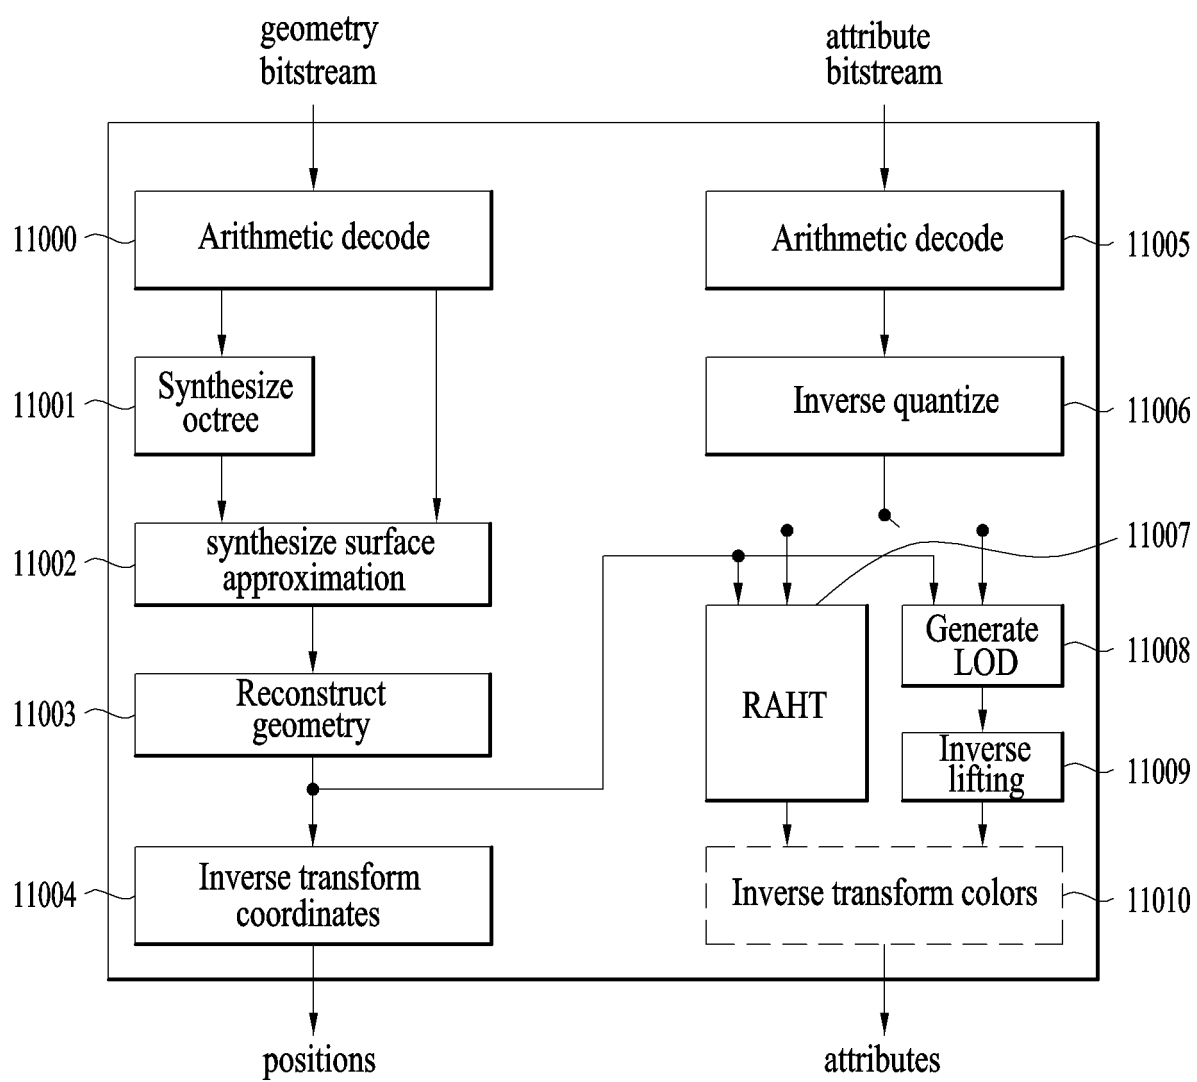 geometry
bitstream
attribute
bitstream
11000
Arithmetic decode
Arithmetic decode
11005
11001
Synthesize
octree
Inverse quantize
11006
11002
synthesize surface
approximation
11007
11003
Reconstruct
geometry
RAHT
Generate
LOD
11008
Inverse
lifting
11009
11004
Inverse transform
coordinates
Inverse transform colors
11010
positions
attributes